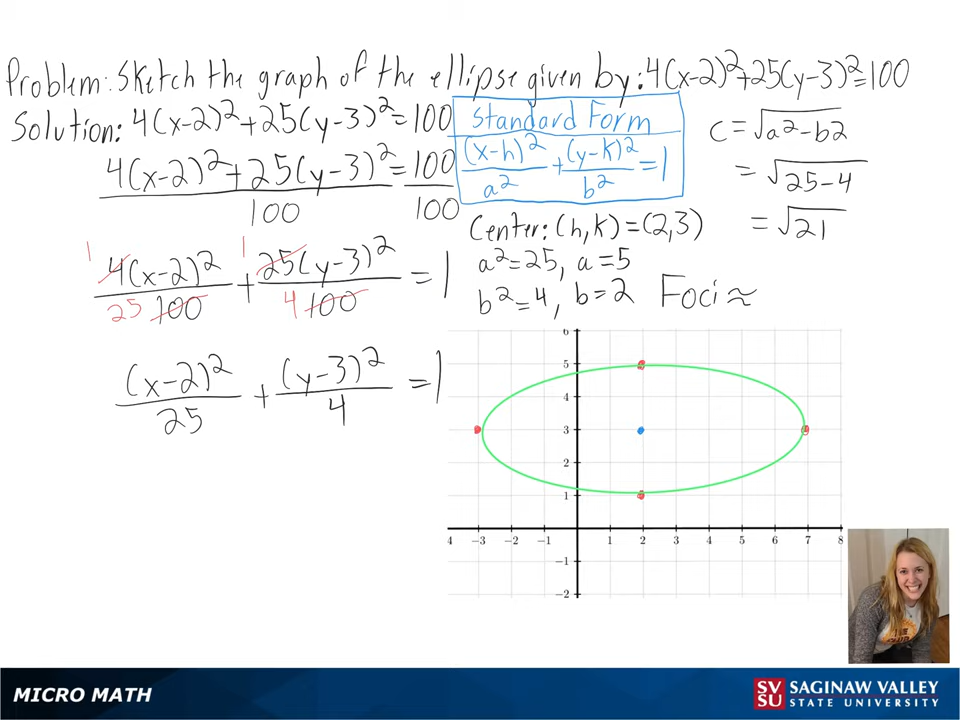 Problem: Sketch the graph of the ellipse given by: 4(x-2)²+25(y-3)²=100
Solution: 4(x-2)²+25(y-3)²=100
4(x-2)²+25(y-3)²/100 = 100/100
4(x-2)²/100 + 25(y-3)²/100 = 1
1 1
25 4
(x-2)²/25 + (y-3)²/4 = 1
Standard Form
(x-h)²/a² + (y-k)²/b² = 1
Center: (h,k)=(2,3)
a²=25, a=5
b²=4, b=2
c=√a²-b2
=√25-4
=√21
Foci≈
6
5
4
3
2
1
4 −3 −2 −1 1 2 3 4 5 6 7 8
−1
−2
MICRO MATH
SV SU SAGINAW VALLEY
STATE UNIVERSITY